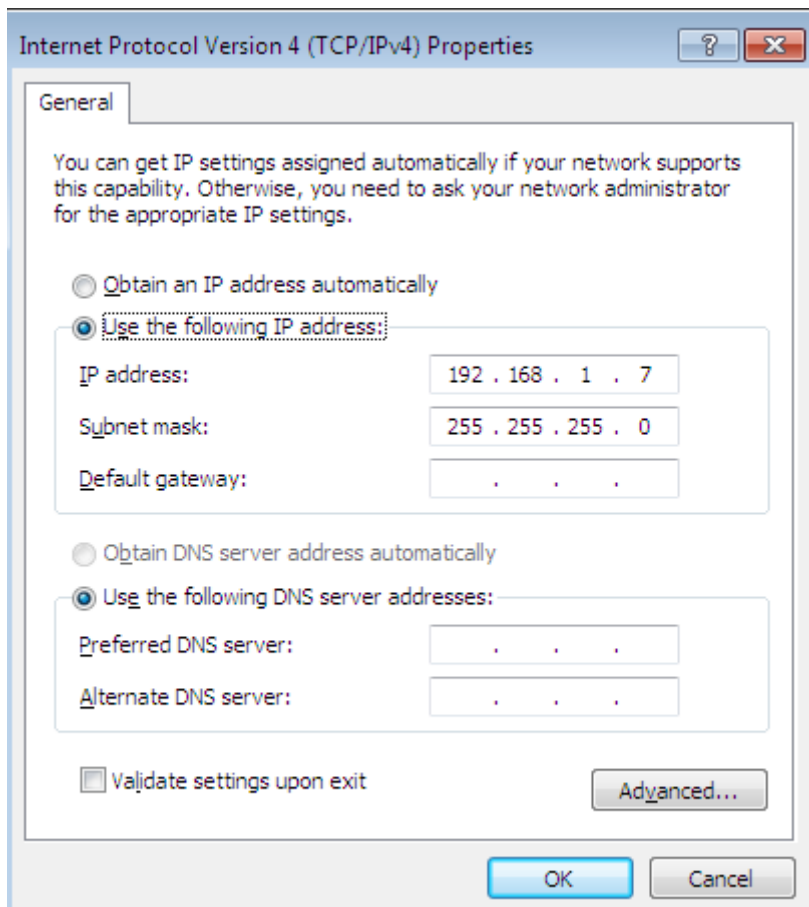 Internet Protocol Version 4 (TCP/IPv4) Properties
?
General
You can get IP settings assigned automatically if your network supports
this capability. Otherwise, you need to ask your network administrator
for the appropriate IP settings.
Obtain an IP address automatically
Use the following IP address:
IP address: 192 . 168 . 1 . 7
Subnet mask: 255 . 255 . 255 . 0
Default gateway: . . .
Obtain DNS server address automatically
Use the following DNS server addresses:
Preferred DNS server: . . .
Alternate DNS server: . . .
Validate settings upon exit
Advanced...
OK Cancel